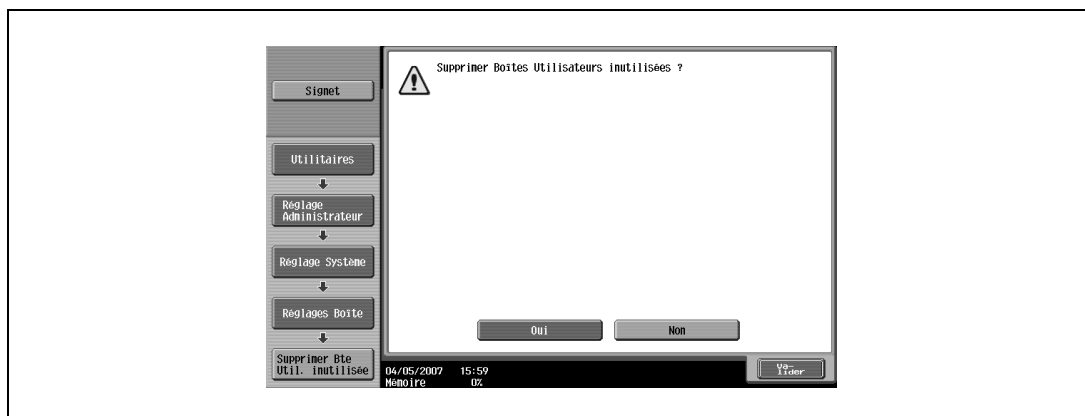 Signet
Utilitaires
Réglage
Administrateur
Réglage Système
Réglages Boîte
Supprimer Bte
Util. inutilisée
Supprimer Boîtes Utilisateurs inutilisées ?
Oui
Non
04/05/2007 15:59
Mémoire 0%
Va-
lider